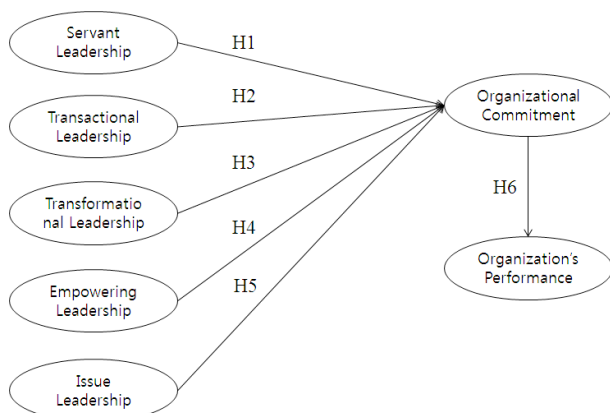 Servant
Leadership
H1
Organizational
Commitment
H2
Transactional
Leadership
H3
Transformatio
nal Leadership
H6
H4
Organization's
Performance
Empowering
Leadership
H5
Issue
Leadership